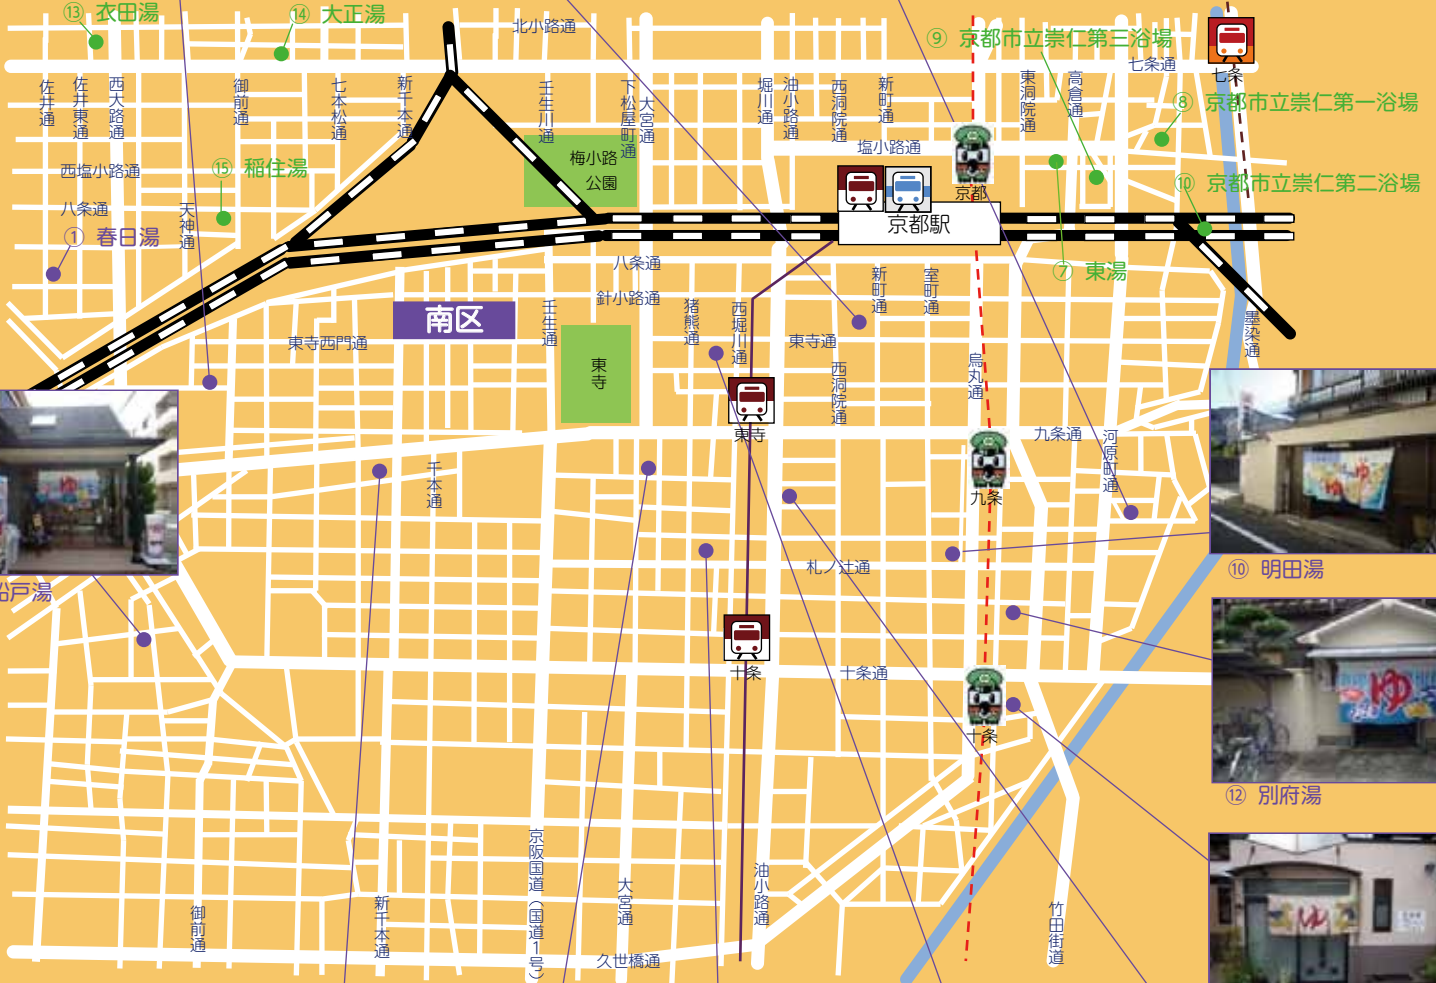 ⑬ 衣田湯
⑭ 大正湯
北小路通
⑨ 京都市立崇仁第三浴場
七条通
七条
佐井通
佐井東通
西大路通
御前通
七本松通
新千本通
壬生川通
下松屋町通
大宮通
堀川通
油小路通
西洞院通
新町通
東洞院通
高倉通
⑧ 京都市立崇仁第一浴場
塩小路通
梅小路
公園
西塩小路通
⑮ 稲住湯
京都
⑩ 京都市立崇仁第二浴場
八条通
天神通
京都駅
① 春日湯
八条通
⑦ 東湯
新町通
室町通
針小路通
壬生通
猪熊通
西堀川通
南区
東寺西門通
東寺通
墨染通
東寺
西洞院通
烏丸通
東寺
九条通
河原町通
千本通
九条
ゆ
ゆ
札ノ辻通
⑩ 明田湯
船戸湯
十条
十条通
ゆ
十条
⑫ 別府湯
京阪国道(国道1号)
油小路通
大宮通
新千本通
御前通
竹田街道
ゆ
久世橋通